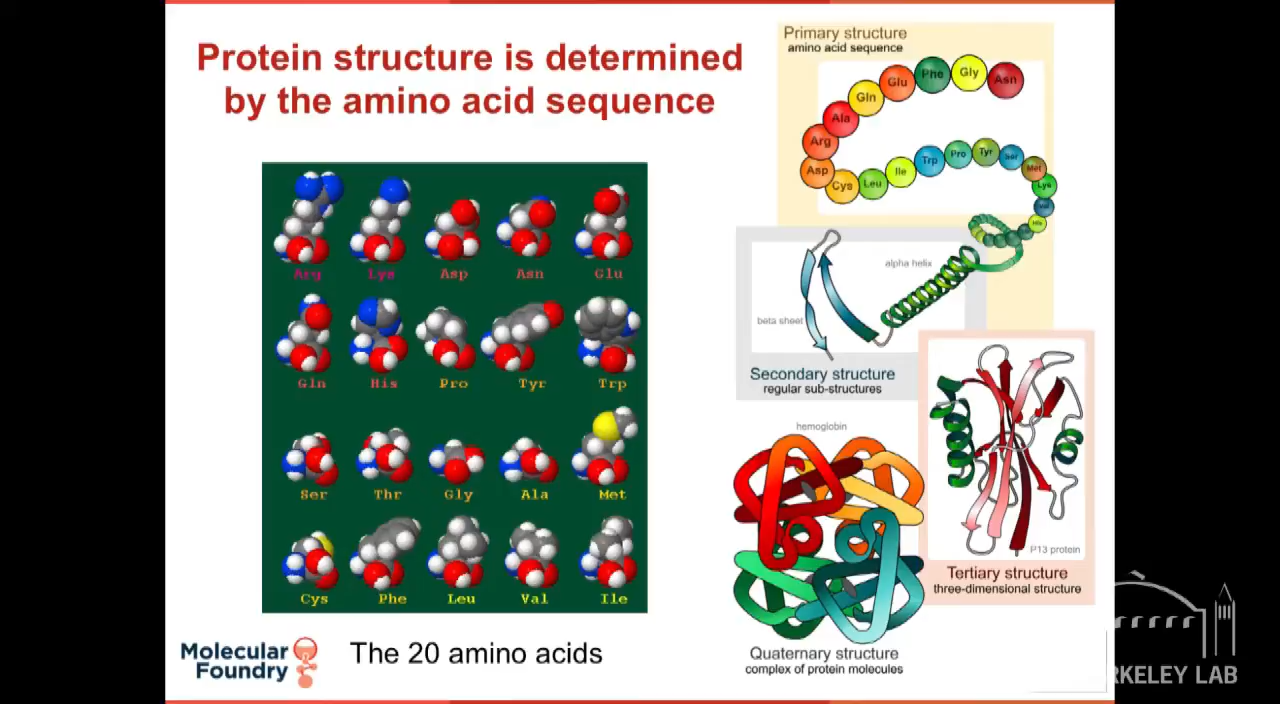 Protein structure is determined
by the amino acid sequence
Arg Lys Asp Asn Glu
Gln His Pro Tyr Trp
Ser Thr Gly Ala Met
Cys Phe Leu Val Ile
Molecular
Foundry
The 20 amino acids
Primary structure
amino acid sequence
Asn
Gly
Phe
Glu
Gln
Ala
Arg
Asp
Cys
Leu
Ile
Trp
Pro
Tyr
Ser
Met
Lys
Val
His
alpha helix
beta sheet
Secondary structure
regular sub-structures
P13 protein
Tertiary structure
three-dimensional structure
hemoglobin
Quaternary structure
complex of protein molecules
RKELEY LAB